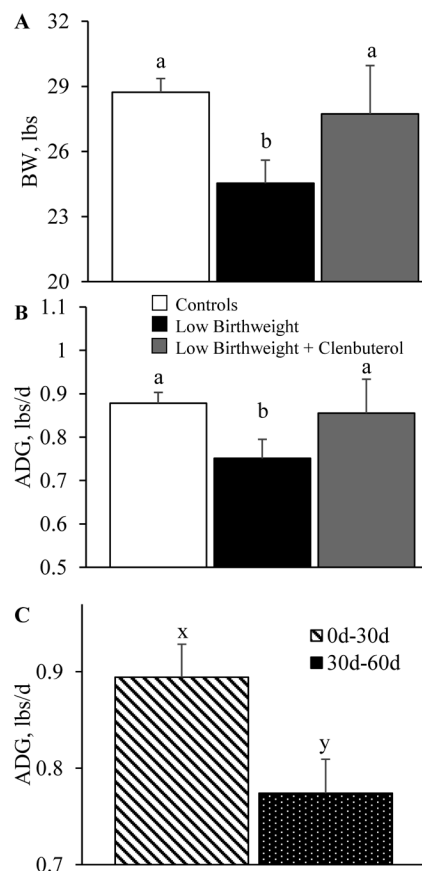 A
BW, lbs
29
26
23
20
a
b
a
B
ADG, lbs/d
1.1
1
0.9
0.8
0.7
0.6
0.5
Controls
Low Birthweight
Low Birthweight + Clenbuterol
a
b
a
C
ADG, lbs/d
0.9
0.8
0.7
x
y
0d-30d
30d-60d